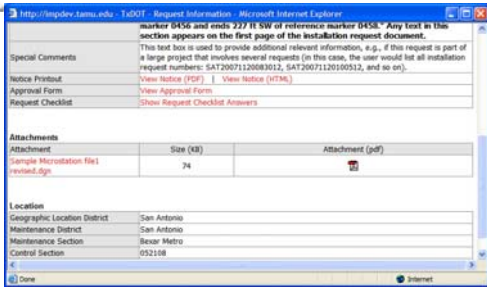 http://impdev.tamu.edu - TxDOT - Request Information - Microsoft Internet Explorer
marker 0456 and ends 227 ft SW of reference marker 0458." Any text in this
section appears on the first page of the installation request document.
Special Comments
This text box is used to provide additional relevant information, e.g., if this request is part of
a large project that involves several requests (in this case, the user would list all installation
request numbers: SAT20071120083012, SAT20071120100512, and so on).
Notice Printout View Notice (PDF) | View Notice (HTML)
Approval Form View Approval Form
Request Checklist Show Request Checklist Answers
Attachments
Attachment Size (KB) Attachment (pdf)
Sample Microstation file1
revised.dgn
74
Location
Geographic Location District San Antonio
Maintenance District San Antonio
Maintenance Section Bexar Metro
Control Section 052108
Done Internet